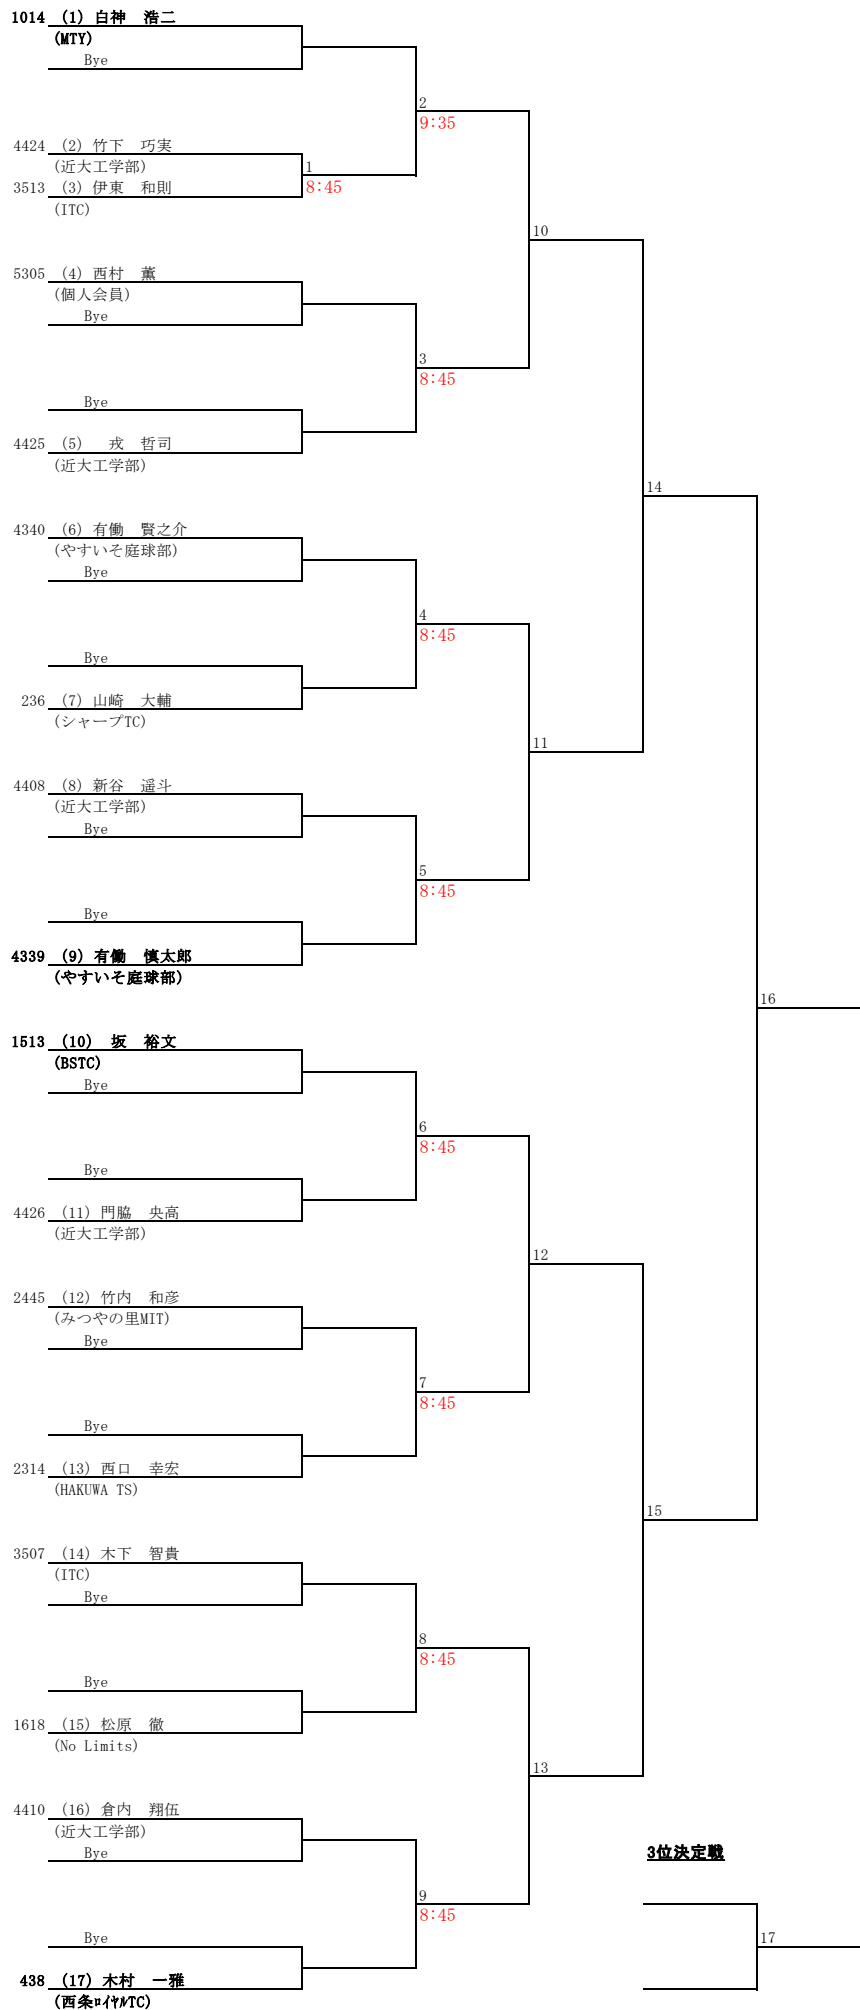 1014 (1) 白神　浩二
(MTY)
Bye
2
9:35
4424 (2) 竹下　巧実
(近大工学部)
1
3513 (3) 伊東　和則
8:45
(ITC)
10
5305 (4) 西村　薫
(個人会員)
Bye
3
8:45
Bye
4425 (5)　戎　哲司
(近大工学部)
14
4340 (6) 有働　賢之介
(やすいそ庭球部)
Bye
4
8:45
Bye
236 (7) 山崎　大輔
(シャープTC)
11
4408 (8) 新谷　遥斗
(近大工学部)
Bye
5
8:45
Bye
4339 (9) 有働　慎太郎
(やすいそ庭球部)
16
1513 (10)　坂　裕文
(BSTC)
Bye
6
8:45
Bye
4426 (11) 門脇　央高
(近大工学部)
12
2445 (12) 竹内　和彦
(みつやの里MIT)
Bye
7
8:45
Bye
2314 (13) 西口　幸宏
(HAKUWA TS)
15
3507 (14) 木下　智貴
(ITC)
Bye
8
8:45
Bye
1618 (15) 松原　徹
(No Limits)
13
4410 (16) 倉内　翔伍
(近大工学部)
Bye
3位決定戦
9
8:45
Bye
17
438 (17) 木村　一雅
(西条ﾛｲﾔﾙTC)